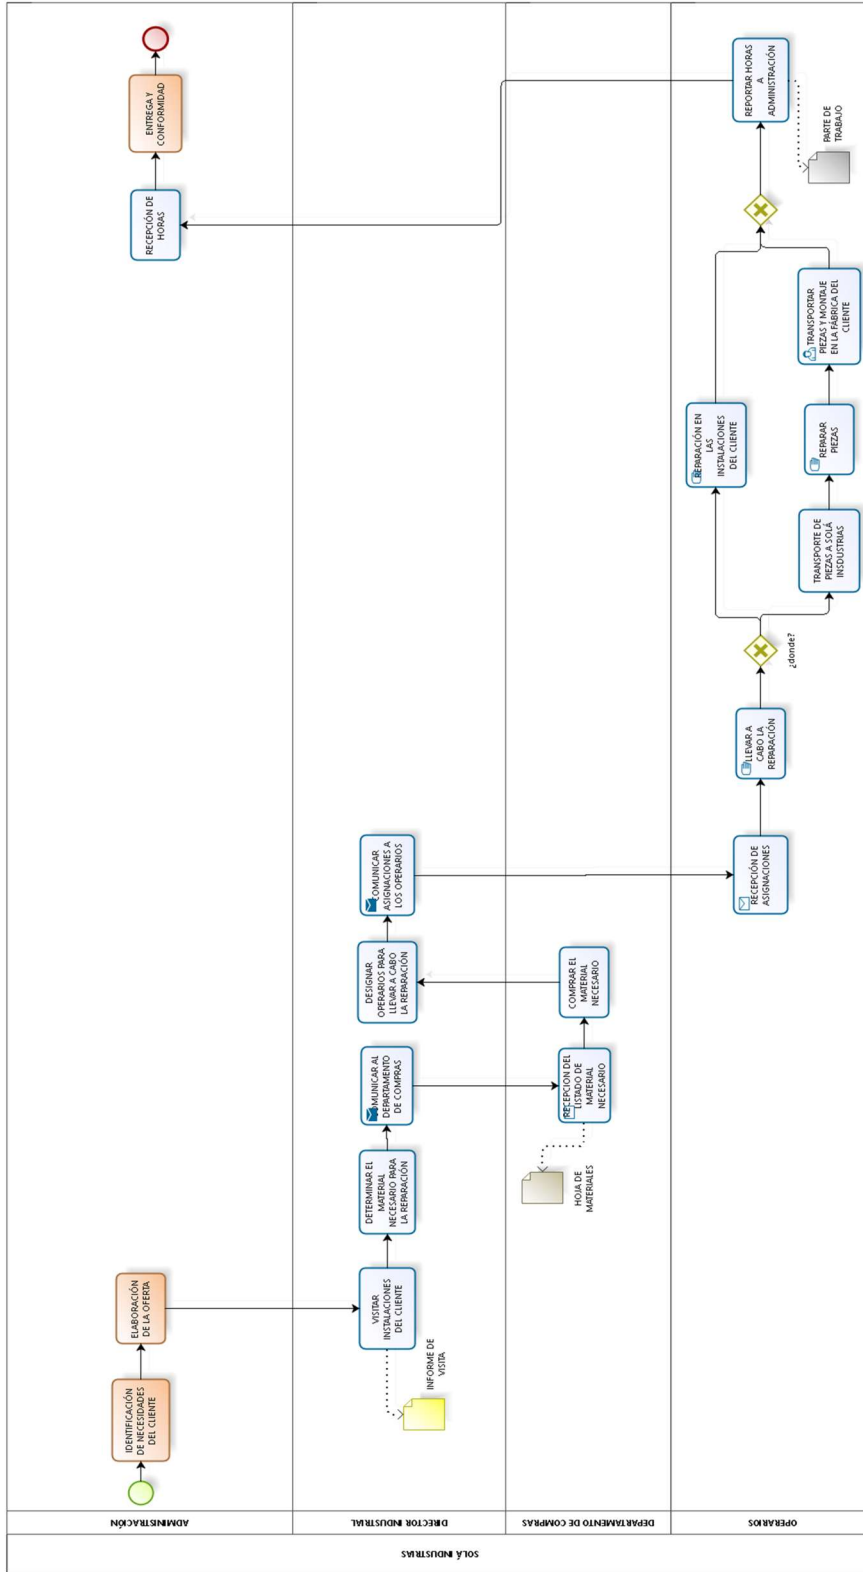 SOLÁ INDUSTRIAS
ADMINISTRACIÓN
IDENTIFICACIÓN
DE NECESIDADES
DEL CLIENTE
ELABORACIÓN
DE LA OFERTA
RECEPCIÓN DE
HORAS
ENTREGA Y
CONFORMIDAD
DIRECTOR INDUSTRIAL
VISITAR
INSTALACIONES
DEL CLIENTE
INFORME DE
VISITA
DETERMINAR EL
MATERIAL
NECESARIO PARA
LA REPARACIÓN
COMUNICAR AL
DEPARTAMENTO
DE COMPRAS
DESIGNAR
OPERARIOS PARA
LLEVAR A CABO
LA REPARACIÓN
COMUNICAR
ASIGNACIONES A
LOS OPERARIOS
DEPARTAMENTO DE COMPRAS
HOJA DE
MATERIALES
RECEPCION DEL
LISTADO DE
MATERIAL
NECESARIO
COMPRAR EL
MATERIAL
NECESARIO
OPERARIOS
RECEPCIÓN DE
ASIGNACIONES
LLEVAR A
CABO LA
REPARACIÓN
¿donde?
REPARACIÓN EN
LAS
INSTALACIONES
DEL CLIENTE
TRANSPORTE DE
PIEZAS A SOLÁ
INSDUSTRIAS
REPARAR
PIEZAS
TRANSPORTAR
PIEZAS Y MONTAJE
EN LA FÁBRICA DEL
CLIENTE
REPORTAR HORAS
A
ADMINISTRACIÓN
PARTE DE
TRABAJO